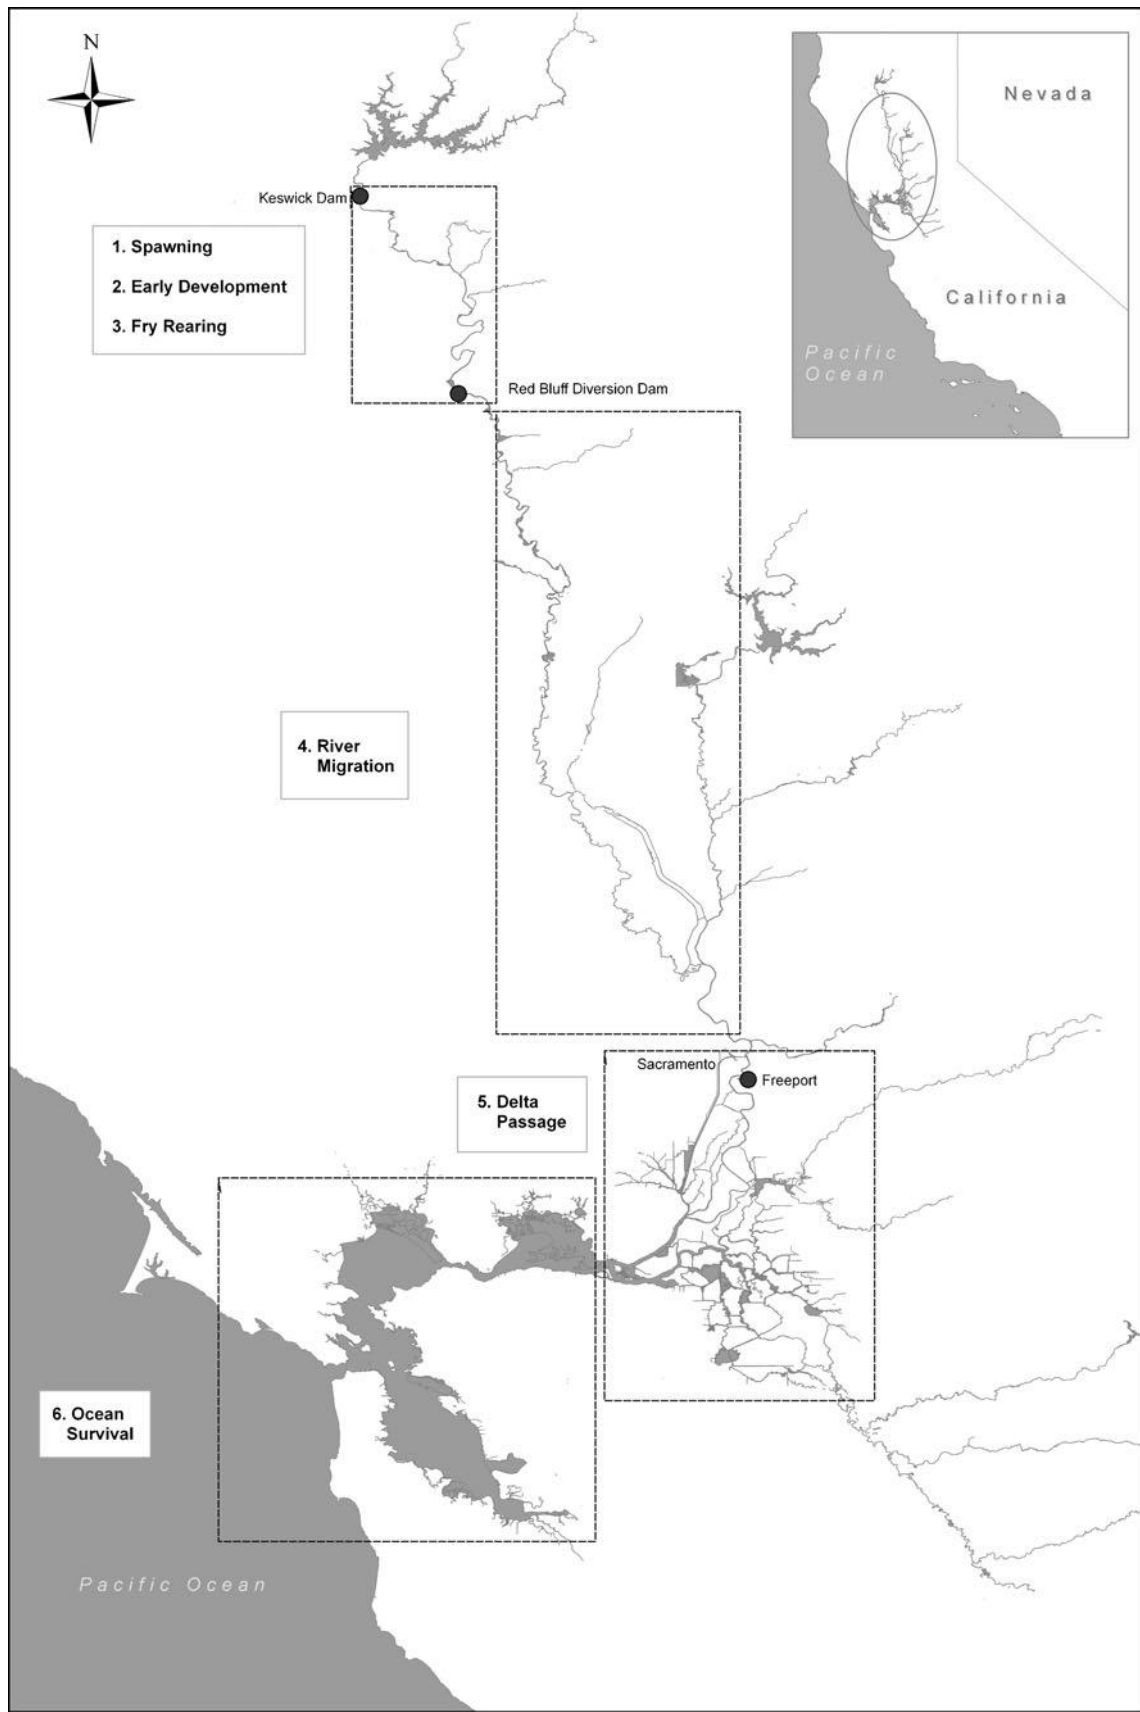 N
Nevada
California
Pacific
Ocean
Keswick Dam
1. Spawning
2. Early Development
3. Fry Rearing
Red Bluff Diversion Dam
4. River
Migration
Sacramento
Freeport
5. Delta
Passage
6. Ocean
Survival
Pacific Ocean